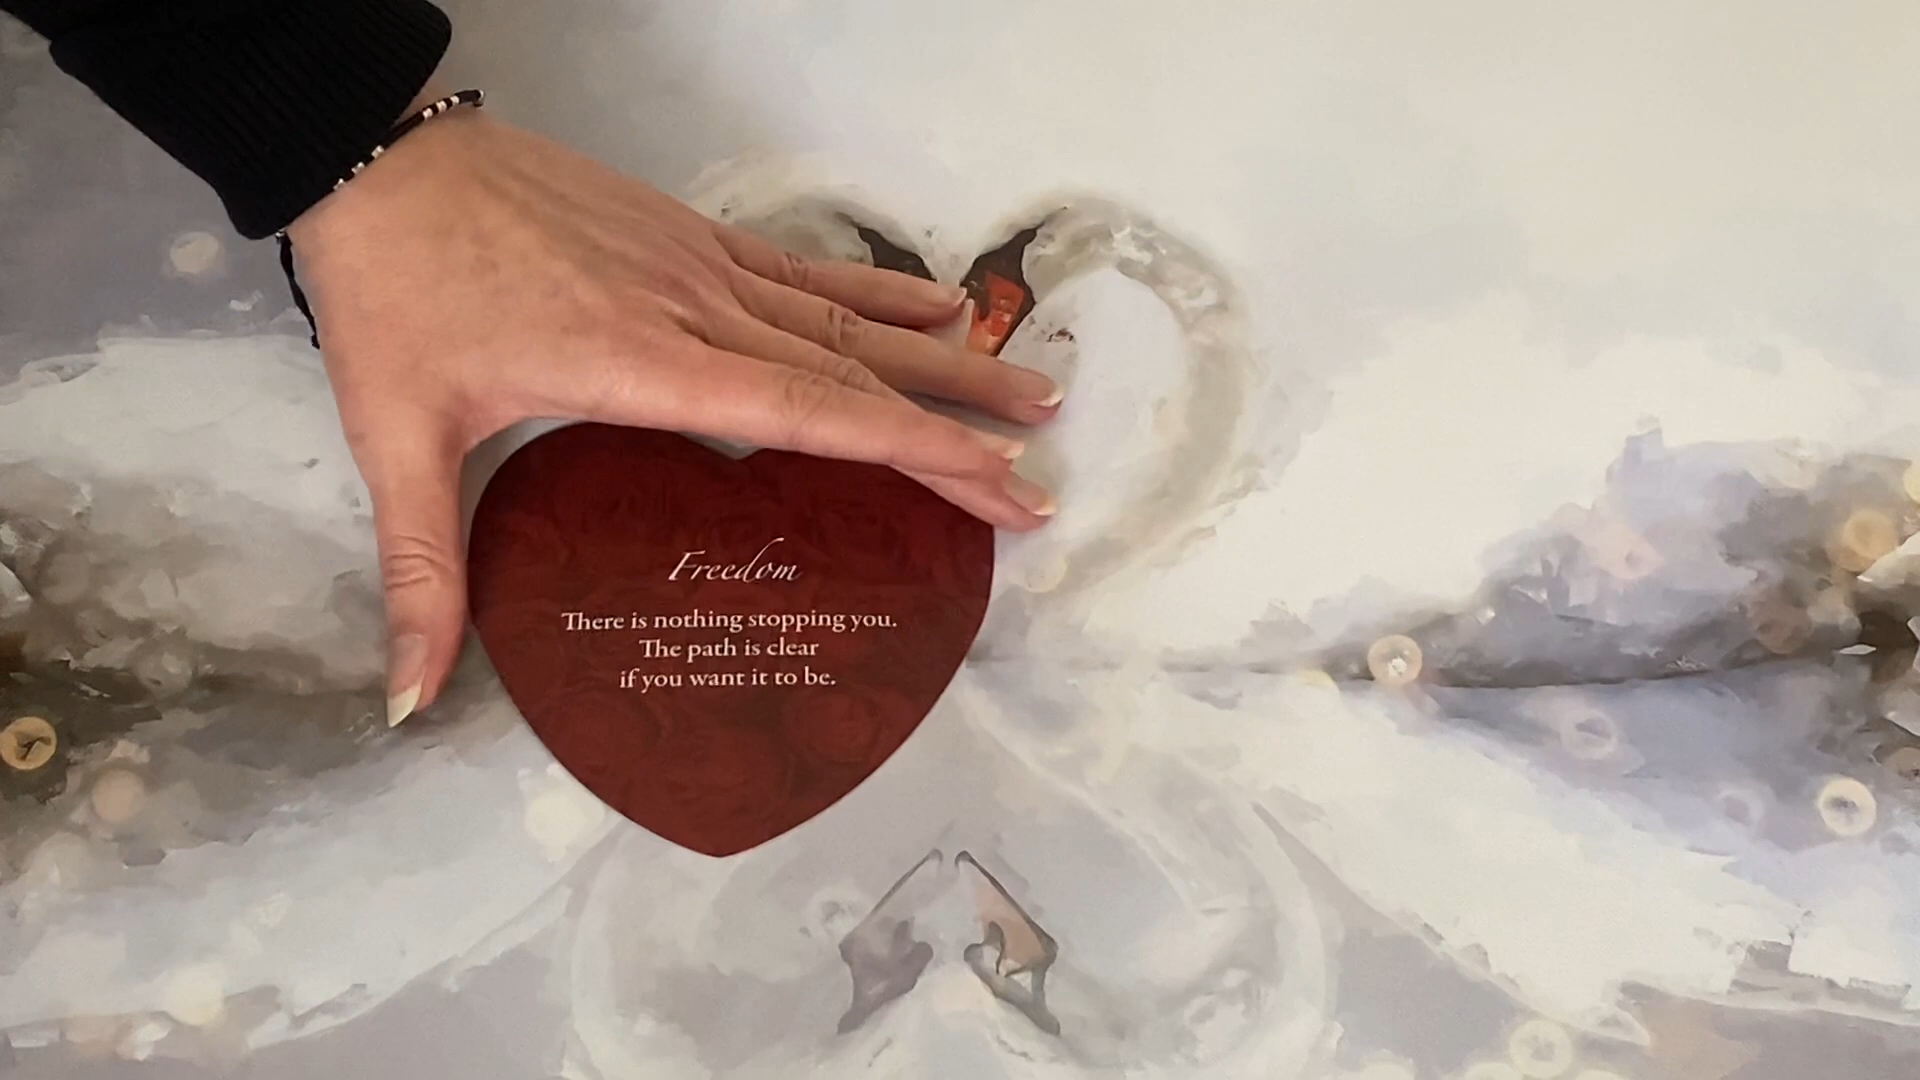 Freedom
There is nothing stopping you.
The path is clear
if you want it to be.